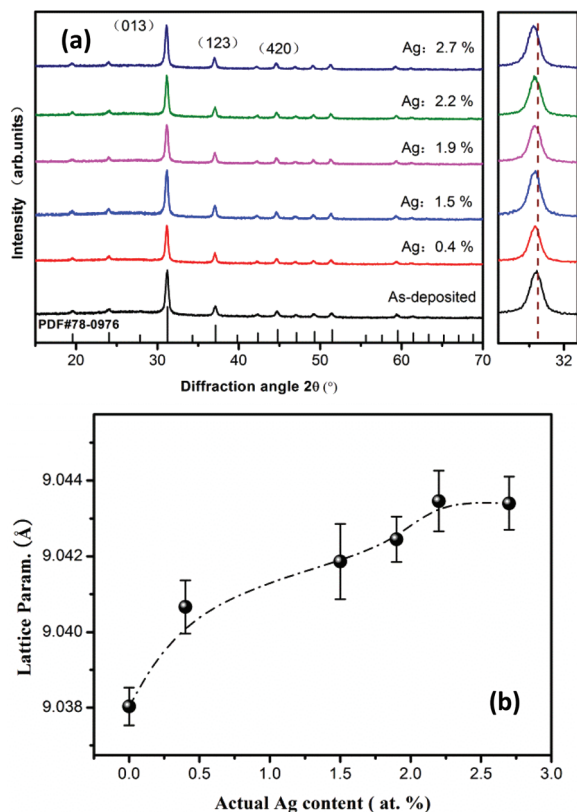 (a)
（013）
（123）
（420）
Ag：2.7 %
Ag：2.2 %
Ag：1.9 %
Ag：1.5 %
Ag：0.4 %
As-deposited
PDF#78-0976
Intensity（arb.units）
20 30 40 50 60 70
32
Diffraction angle 2θ (°)
9.044
9.042
9.040
9.038
Lattice Param. (Å)
(b)
0.0 0.5 1.0 1.5 2.0 2.5 3.0
Actual Ag content ( at. %)